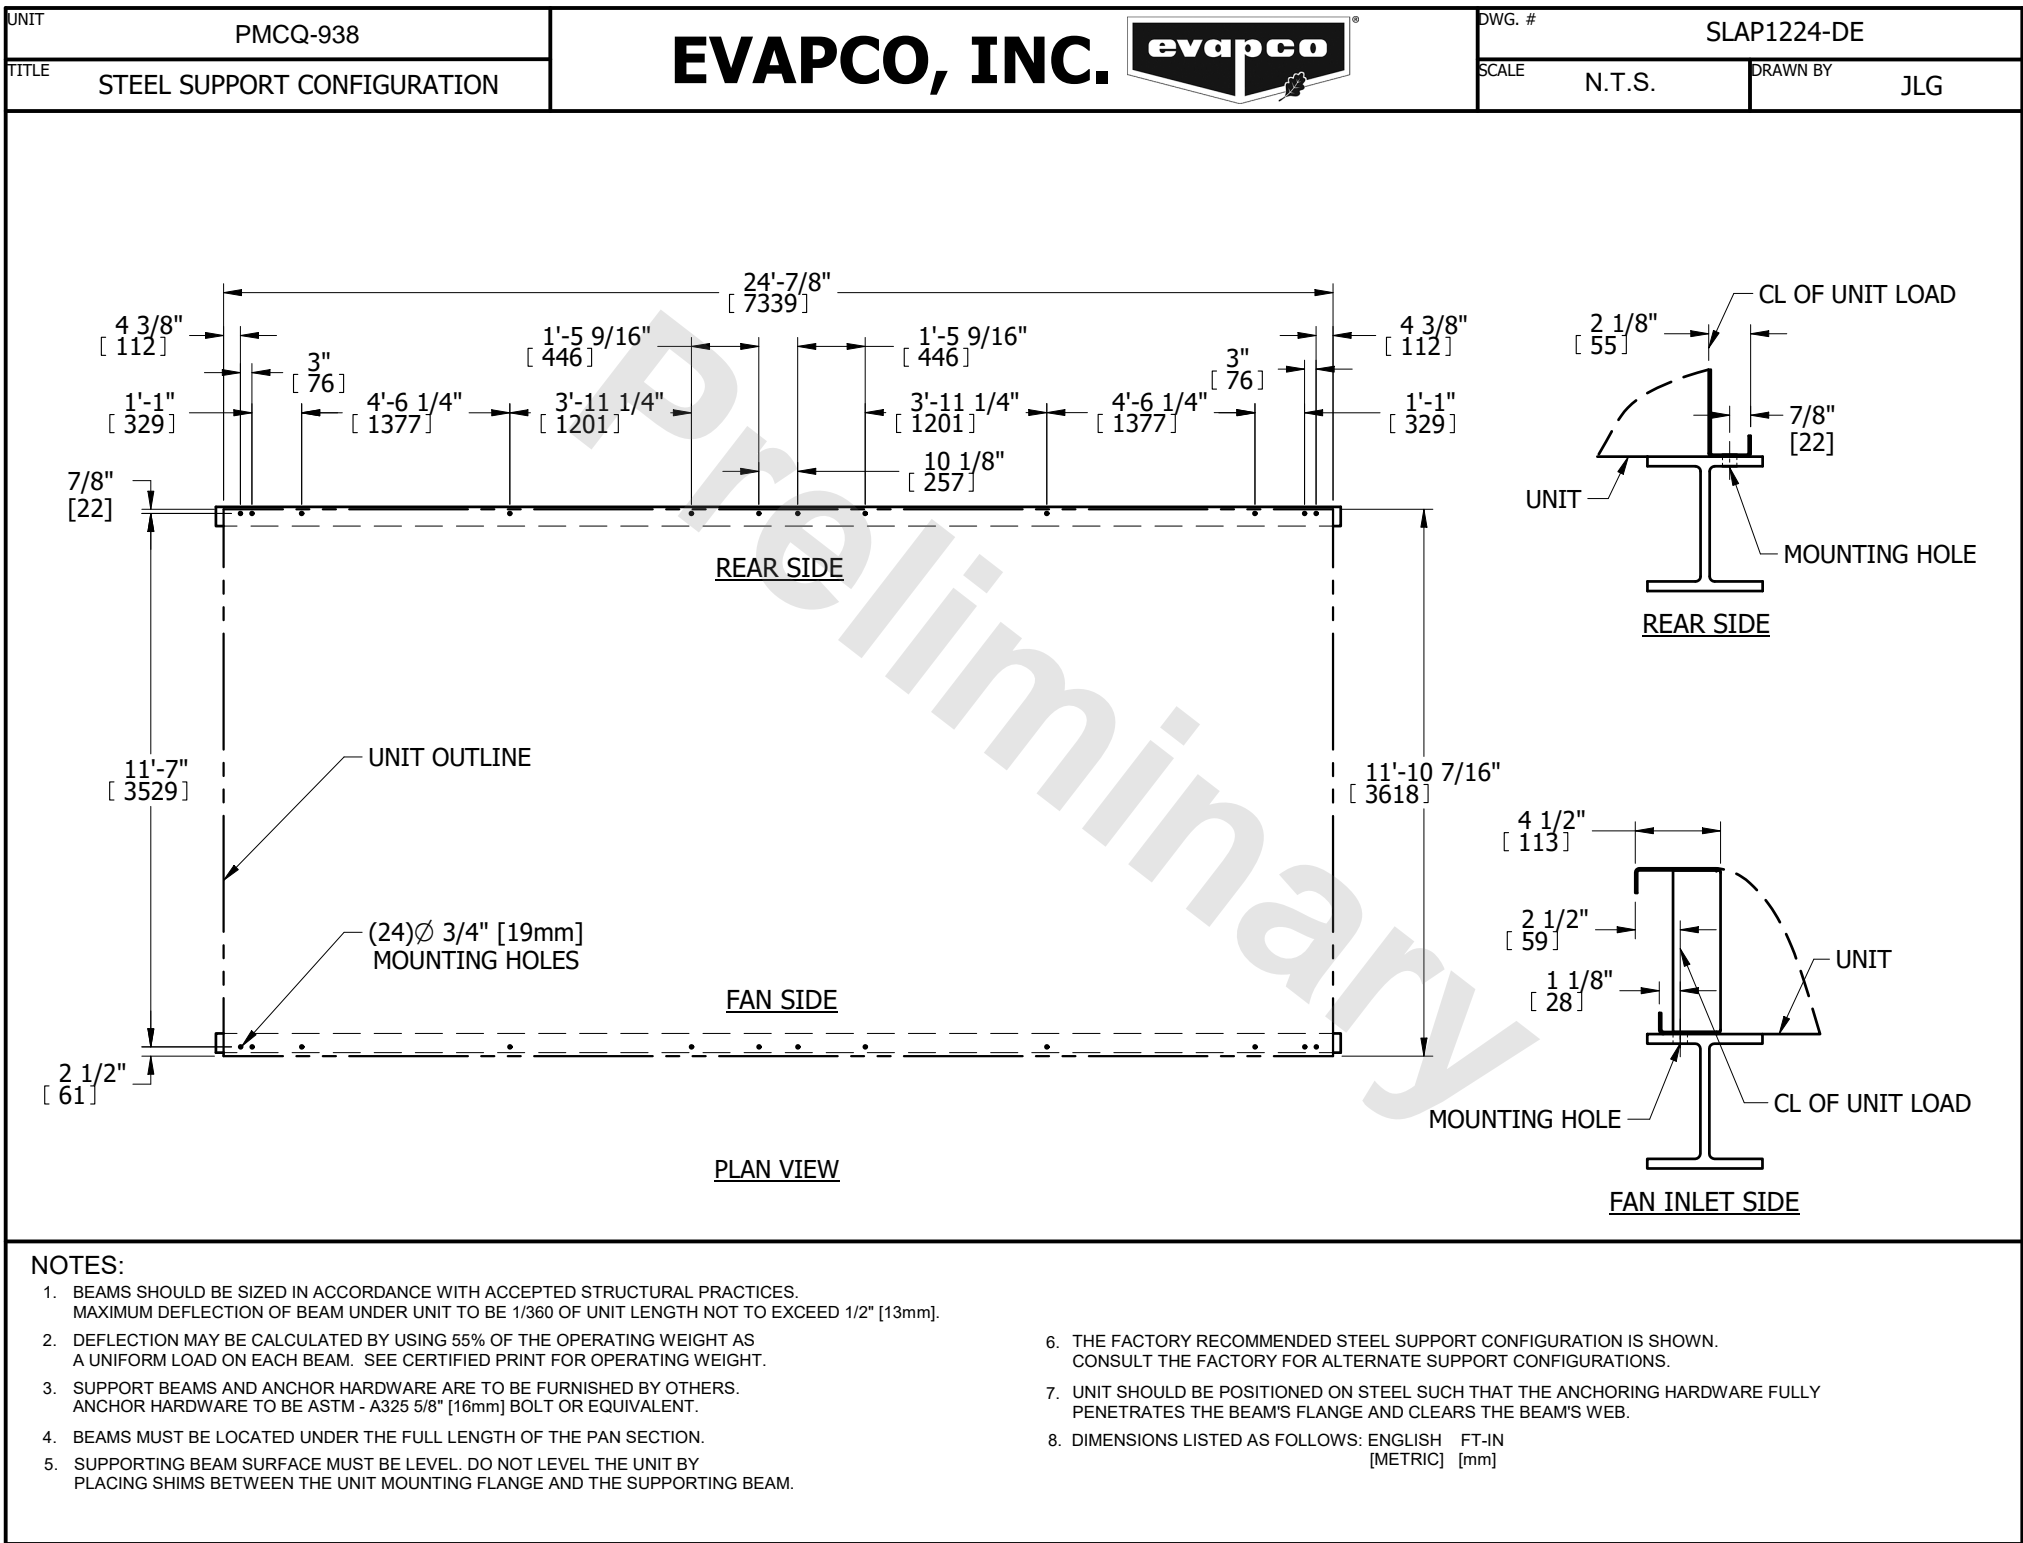 UNIT
PMCQ-938
TITLE
STEEL SUPPORT CONFIGURATION
EVAPCO, INC.
evapco
®
DWG. #
SLAP1224-DE
SCALE
N.T.S.
DRAWN BY
JLG
24'-7/8"
[ 7339]
4 3/8"
[ 112]
3"
[ 76]
1'-5 9/16"
[ 446]
1'-5 9/16"
[ 446]
4 3/8"
[ 112]
3"
[ 76]
1'-1"
[ 329]
4'-6 1/4"
[ 1377]
3'-11 1/4"
[ 1201]
3'-11 1/4"
[ 1201]
4'-6 1/4"
[ 1377]
1'-1"
[ 329]
10 1/8"
[ 257]
7/8"
[22]
REAR SIDE
UNIT OUTLINE
11'-7"
[ 3529]
11'-10 7/16"
[ 3618]
(24)Ø 3/4" [19mm]
MOUNTING HOLES
FAN SIDE
2 1/2"
[ 61]
PLAN VIEW
Preliminary
CL OF UNIT LOAD
2 1/8"
[ 55]
7/8"
[22]
UNIT
MOUNTING HOLE
REAR SIDE
4 1/2"
[ 113]
2 1/2"
[ 59]
1 1/8"
[ 28]
UNIT
CL OF UNIT LOAD
MOUNTING HOLE
FAN INLET SIDE
NOTES:
1. BEAMS SHOULD BE SIZED IN ACCORDANCE WITH ACCEPTED STRUCTURAL PRACTICES.
MAXIMUM DEFLECTION OF BEAM UNDER UNIT TO BE 1/360 OF UNIT LENGTH NOT TO EXCEED 1/2" [13mm].
2. DEFLECTION MAY BE CALCULATED BY USING 55% OF THE OPERATING WEIGHT AS
A UNIFORM LOAD ON EACH BEAM. SEE CERTIFIED PRINT FOR OPERATING WEIGHT.
3. SUPPORT BEAMS AND ANCHOR HARDWARE ARE TO BE FURNISHED BY OTHERS.
ANCHOR HARDWARE TO BE ASTM - A325 5/8" [16mm] BOLT OR EQUIVALENT.
4. BEAMS MUST BE LOCATED UNDER THE FULL LENGTH OF THE PAN SECTION.
5. SUPPORTING BEAM SURFACE MUST BE LEVEL. DO NOT LEVEL THE UNIT BY
PLACING SHIMS BETWEEN THE UNIT MOUNTING FLANGE AND THE SUPPORTING BEAM.
6. THE FACTORY RECOMMENDED STEEL SUPPORT CONFIGURATION IS SHOWN.
CONSULT THE FACTORY FOR ALTERNATE SUPPORT CONFIGURATIONS.
7. UNIT SHOULD BE POSITIONED ON STEEL SUCH THAT THE ANCHORING HARDWARE FULLY
PENETRATES THE BEAM'S FLANGE AND CLEARS THE BEAM'S WEB.
8. DIMENSIONS LISTED AS FOLLOWS: ENGLISH FT-IN
[METRIC] [mm]